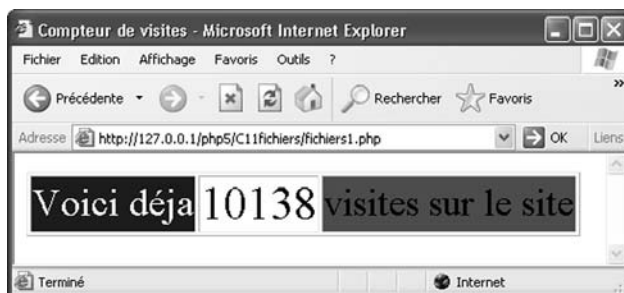 Compteur de visites - Microsoft Internet Explorer
Fichier Edition Affichage Favoris Outils ?
Précédente Rechercher Favoris »
Adresse http://127.0.0.1/php5/C11fichiers/fichiers1.php OK Liens
Voici déja 10138 visites sur le site
Terminé Internet